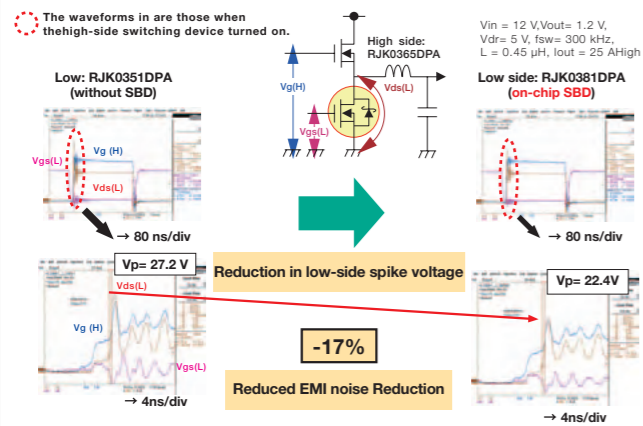 The waveforms in are those when
thehigh-side switching device turned on.
High side:
RJK0365DPA
Vg(H)
Vds(L)
Vgs(L)
Vin = 12 V,Vout= 1.2 V,
Vdr= 5 V, fsw= 300 kHz,
L = 0.45 µH, Iout = 25 AHigh
Low: RJK0351DPA
(without SBD)
Vg (H)
Vgs(L)
Vds(L)
→ 80 ns/div
Low side: RJK0381DPA
(on-chip SBD)
→ 80 ns/div
Vp= 27.2 V
Vds(L)
Vg (H)
Vgs(L)
→ 4ns/div
Reduction in low-side spike voltage
-17%
Reduced EMI noise Reduction
Vp= 22.4V
→ 4ns/div